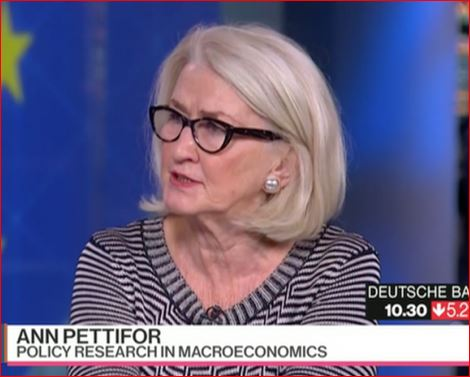 DEUTSCHE BA
10.30 5.2
ANN PETTIFOR
POLICY RESEARCH IN MACROECONOMICS